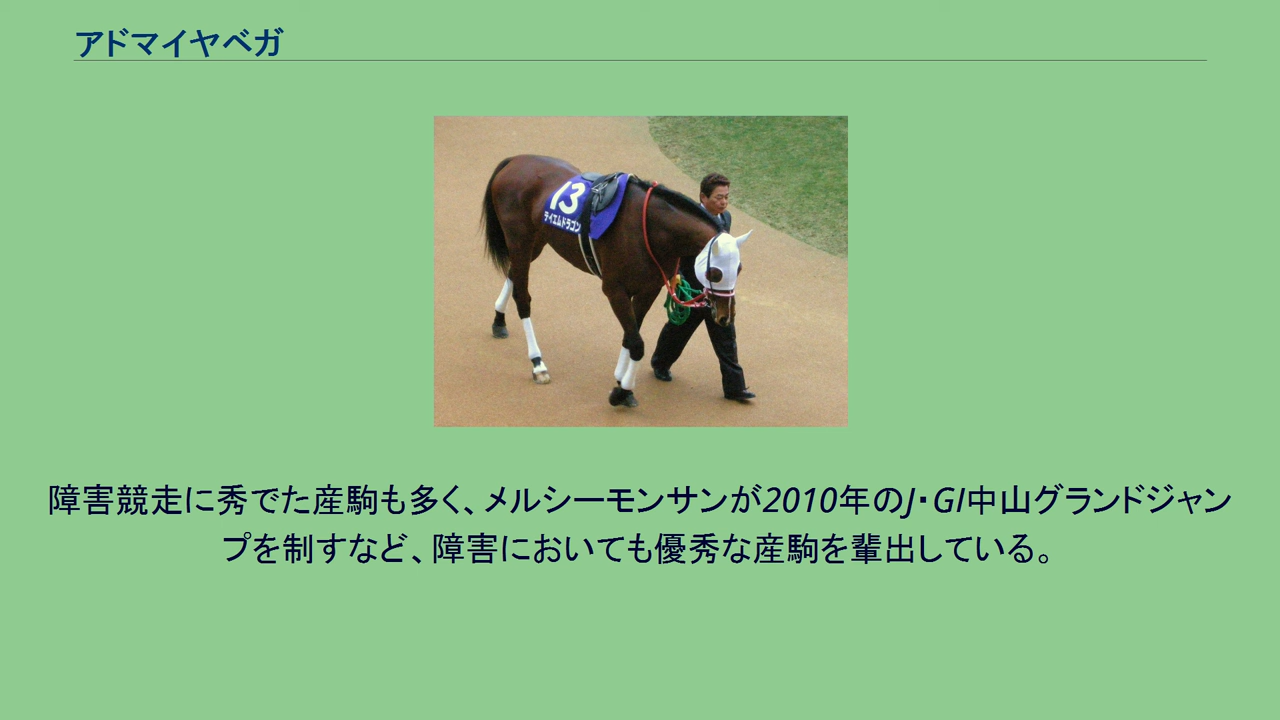 アドマイヤベガ
13
テイエムドラゴン
障害競走に秀でた産駒も多く、メルシーモンサンが2010年のJ・GI中山グランドジャン
プを制すなど、障害においても優秀な産駒を輩出している。